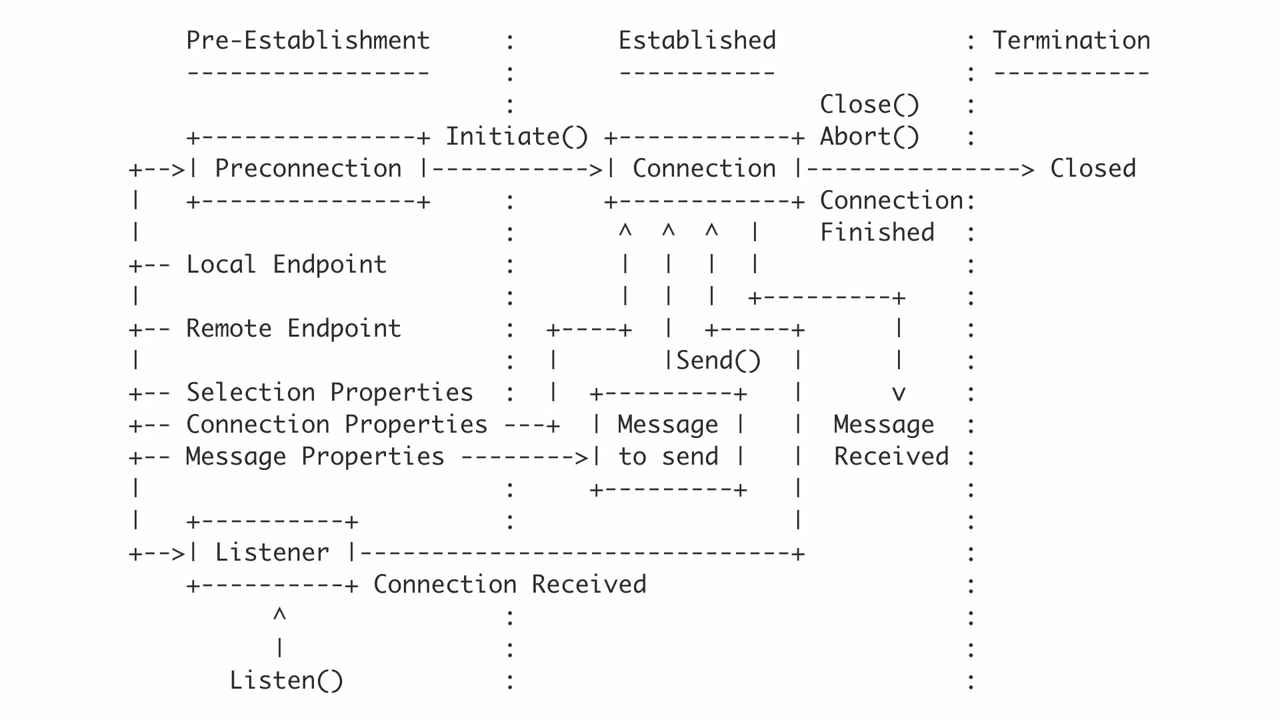 Pre-Establishment     :       Established             : Termination
     -----------------     :       -----------             : -----------
                           :                     Close()   :
     +---------------+ Initiate() +------------+ Abort()   :
 +-->| Preconnection |----------->| Connection |---------------> Closed
 |   +---------------+     :      +------------+ Connection:
 |                         :       ^  ^  ^  |    Finished  :
 +-- Local Endpoint        :       |  |  |  |              :
 |                         :       |  |  |  +---------+    :
 +-- Remote Endpoint       :  +----+  |  +-----+      |    :
 |                         :  |       |Send()  |      |    :
 +-- Selection Properties  :  |  +---------+   |      v    :
 +-- Connection Properties ---+  | Message |   |  Message  :
 +-- Message Properties -------->| to send |   |  Received :
 |                         :     +---------+   |           :
 |   +----------+          :                   |           :
 +-->| Listener |------------------------------+           :
     +----------+ Connection Received                      :
           ^               :                               :
           |               :                               :
        Listen()           :                               :